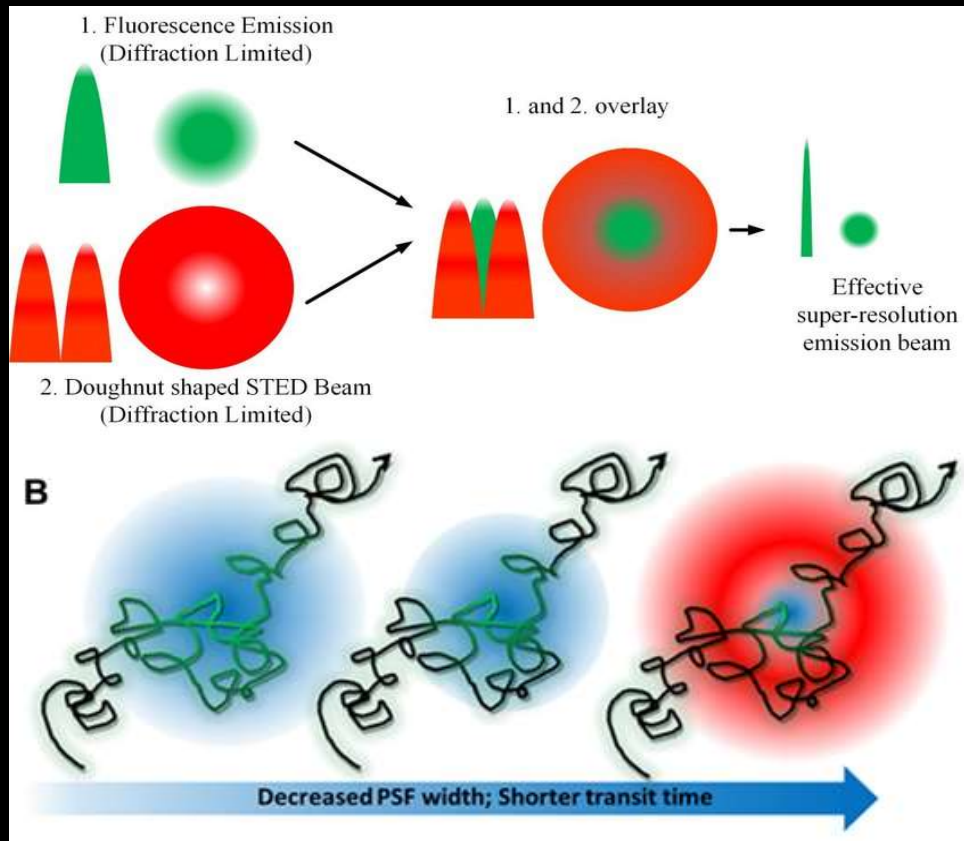 1. Fluorescence Emission
(Diffraction Limited)
1. and 2. overlay
Effective
super-resolution
emission beam
2. Doughnut shaped STED Beam
(Diffraction Limited)
B
Decreased PSF width; Shorter transit time